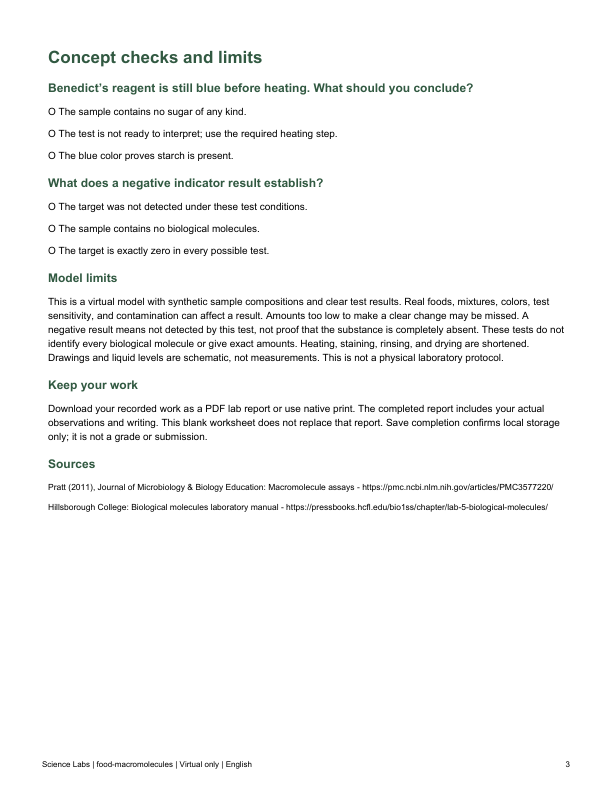 Concept checks and limits
Benedict’s reagent is still blue before heating. What should you conclude?
O The sample contains no sugar of any kind.
O The test is not ready to interpret; use the required heating step.
O The blue color proves starch is present.
What does a negative indicator result establish?
O The target was not detected under these test conditions.
O The sample contains no biological molecules.
O The target is exactly zero in every possible test.
Model limits
This is a virtual model with synthetic sample compositions and clear test results. Real foods, mixtures, colors, test
sensitivity, and contamination can affect a result. Amounts too low to make a clear change may be missed. A
negative result means not detected by this test, not proof that the substance is completely absent. These tests do not
identify every biological molecule or give exact amounts. Heating, staining, rinsing, and drying are shortened.
Drawings and liquid levels are schematic, not measurements. This is not a physical laboratory protocol.
Keep your work
Download your recorded work as a PDF lab report or use native print. The completed report includes your actual
observations and writing. This blank worksheet does not replace that report. Save completion confirms local storage
only; it is not a grade or submission.
Sources
Pratt (2011), Journal of Microbiology & Biology Education: Macromolecule assays - https://pmc.ncbi.nlm.nih.gov/articles/PMC3577220/
Hillsborough College: Biological molecules laboratory manual - https://pressbooks.hcfl.edu/bio1ss/chapter/lab-5-biological-molecules/
Science Labs | food-macromolecules | Virtual only | English
3